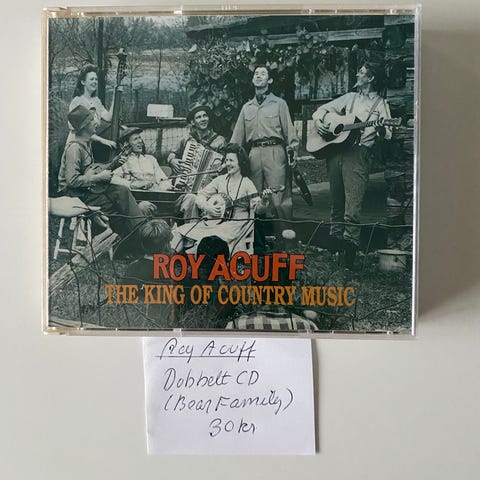 ROY ACUFF
THE KING OF COUNTRY MUSIC
Roy Acuff
Dobbelt CD
(Bear Family)
30 kr